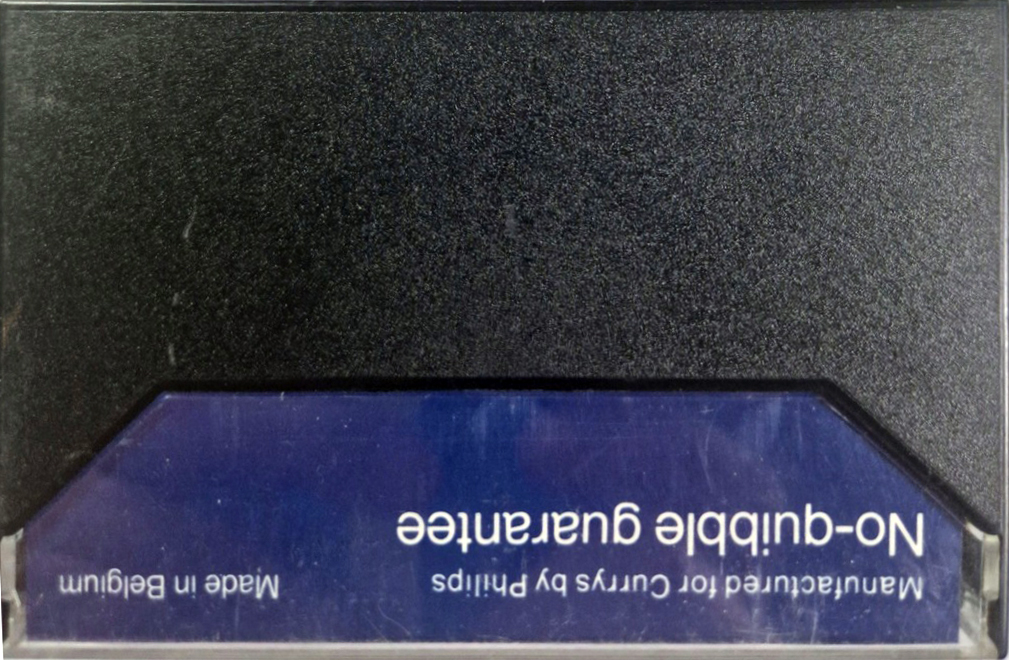 Manufactured for Currys by Philips Made in Belgium
No-quibble guarantee